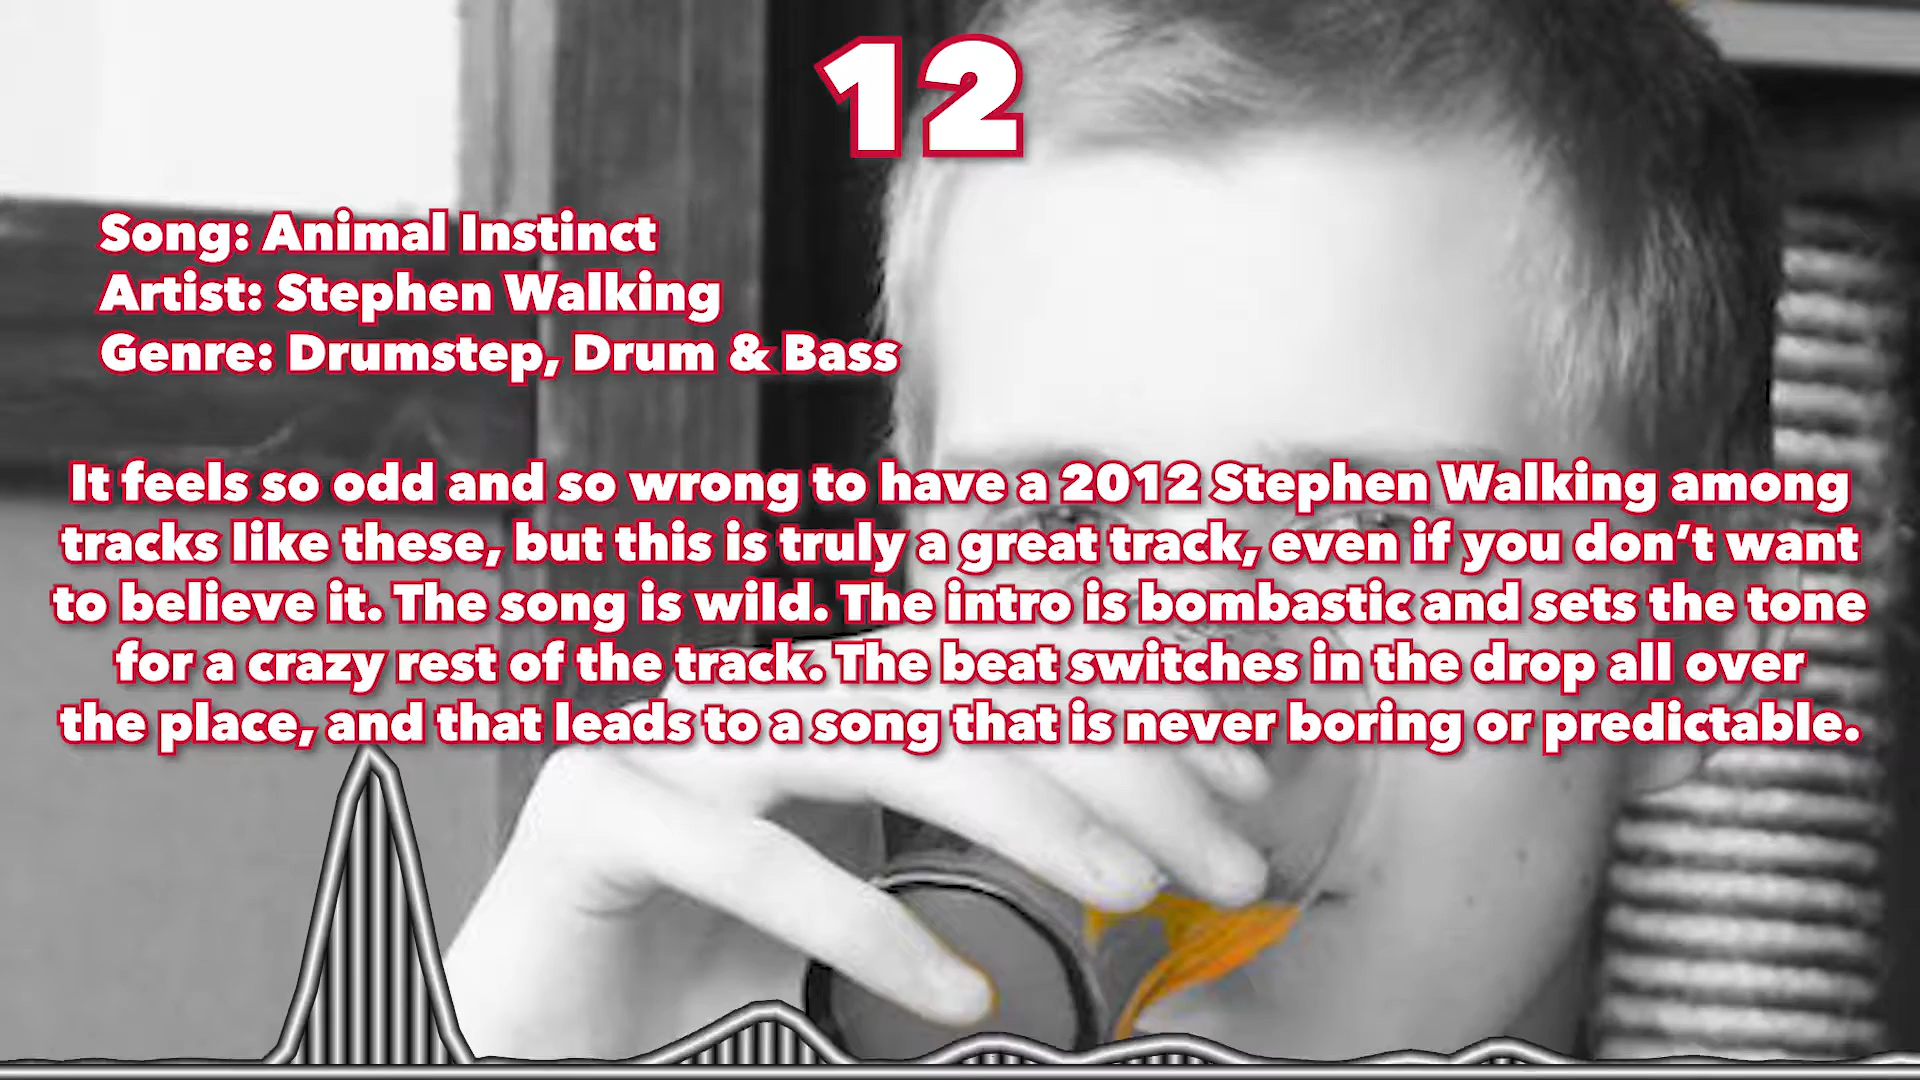 12
Song: Animal Instinct
Artist: Stephen Walking
Genre: Drumstep, Drum & Bass
It feels so odd and so wrong to have a 2012 Stephen Walking among
tracks like these, but this is truly a great track, even if you don’t want
to believe it. The song is wild. The intro is bombastic and sets the tone
for a crazy rest of the track. The beat switches in the drop all over
the place, and that leads to a song that is never boring or predictable.